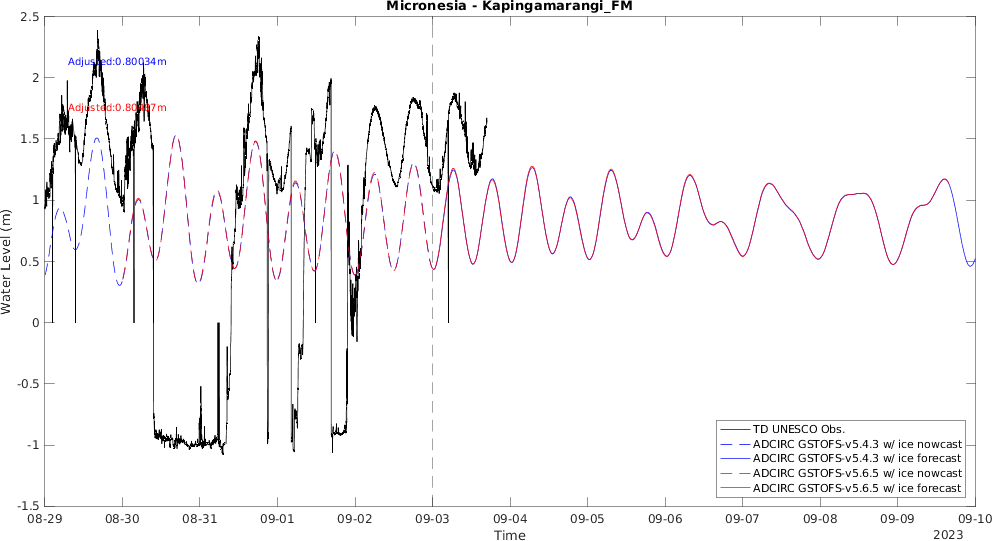 Micronesia - Kapingamarangi_FM
2.5
2
1.5
1
0.5
0
-0.5
-1
-1.5
Water Level (m)
Adjusted:0.80034m
TD UNESCO Obs.
ADCIRC GSTOFS-v5.4.3 w/ ice nowcast
ADCIRC GSTOFS-v5.4.3 w/ ice forecast
ADCIRC GSTOFS-v5.6.5 w/ ice nowcast
ADCIRC GSTOFS-v5.6.5 w/ ice forecast
08-29 08-30 08-31 09-01 09-02 09-03 09-04 09-05 09-06 09-07 09-08 09-09 09-10
Time
2023